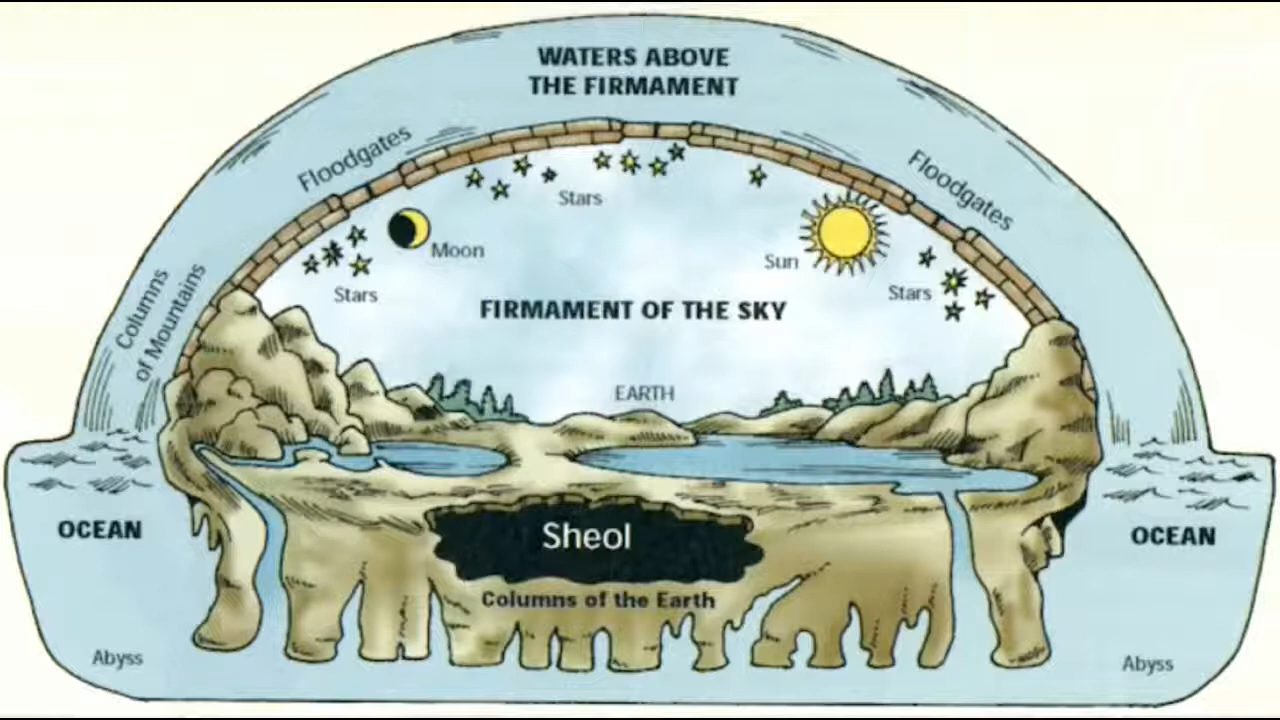 WATERS ABOVE
THE FIRMAMENT
Floodgates
Floodgates
Stars
Moon
Sun
Columns
of Mountains
Stars
Stars
FIRMAMENT OF THE SKY
EARTH
OCEAN
Sheol
OCEAN
Columns of the Earth
Abyss
Abyss